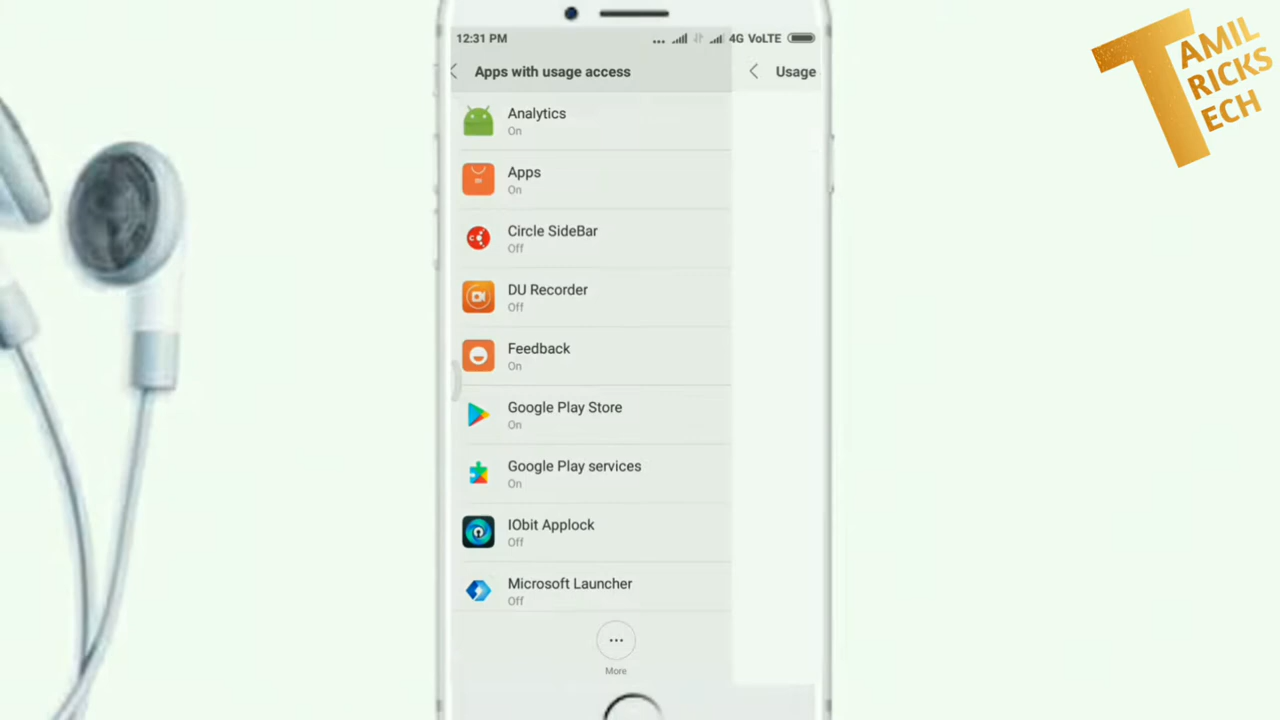 12:31 PM
4G VoLTE
Apps with usage access
Usage
Analytics
On
Apps
On
Circle SideBar
Off
DU Recorder
Off
Feedback
On
Google Play Store
On
Google Play services
On
IObit Applock
Off
Microsoft Launcher
Off
More
TAMIL
TRICKS
TECH